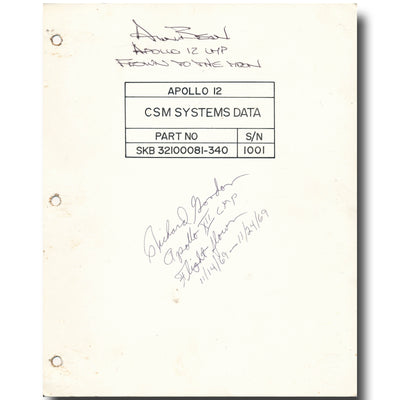 Alan Bean
APOLLO 12 LMP
FLOWN TO THE MOON
APOLLO 12
CSM SYSTEMS DATA
PART NO S/N
SKB 32100081-340 1001
Richard Gordon
Apollo XII CMP
Flight flown
11/14/69 - 11/24/69